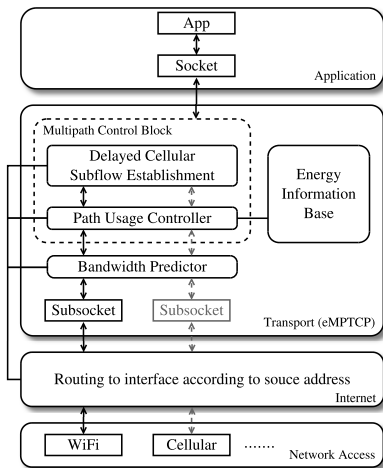 App
Socket
Application
Multipath Control Block
Delayed Cellular
Subflow Establishment
Energy
Information
Base
Path Usage Controller
Bandwidth Predictor
Subsocket
Subsocket
Transport (eMPTCP)
Routing to interface according to souce address
Internet
WiFi
Cellular
.......
Network Access